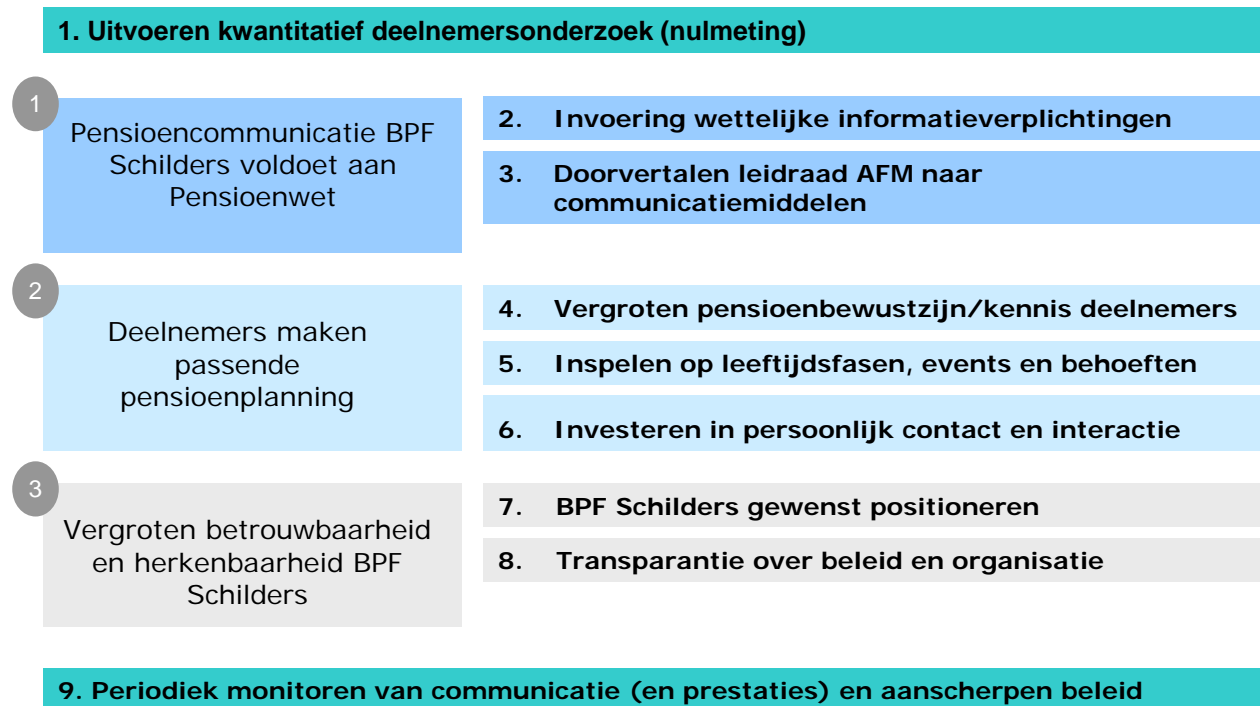 1. Uitvoeren kwantitatief deelnemersonderzoek (nulmeting)
1
Pensioencommunicatie BPF
Schilders voldoet aan
Pensioenwet
2. Invoering wettelijke informatieverplichtingen
3. Doorvertalen leidraad AFM naar
communicatiemiddelen
2
Deelnemers maken
passende
pensioenplanning
4. Vergroten pensioenbewustzijn/kennis deelnemers
5. Inspelen op leeftijdsfasen, events en behoeften
6. Investeren in persoonlijk contact en interactie
3
Vergroten betrouwbaarheid
en herkenbaarheid BPF
Schilders
7. BPF Schilders gewenst positioneren
8. Transparantie over beleid en organisatie
9. Periodiek monitoren van communicatie (en prestaties) en aanscherpen beleid